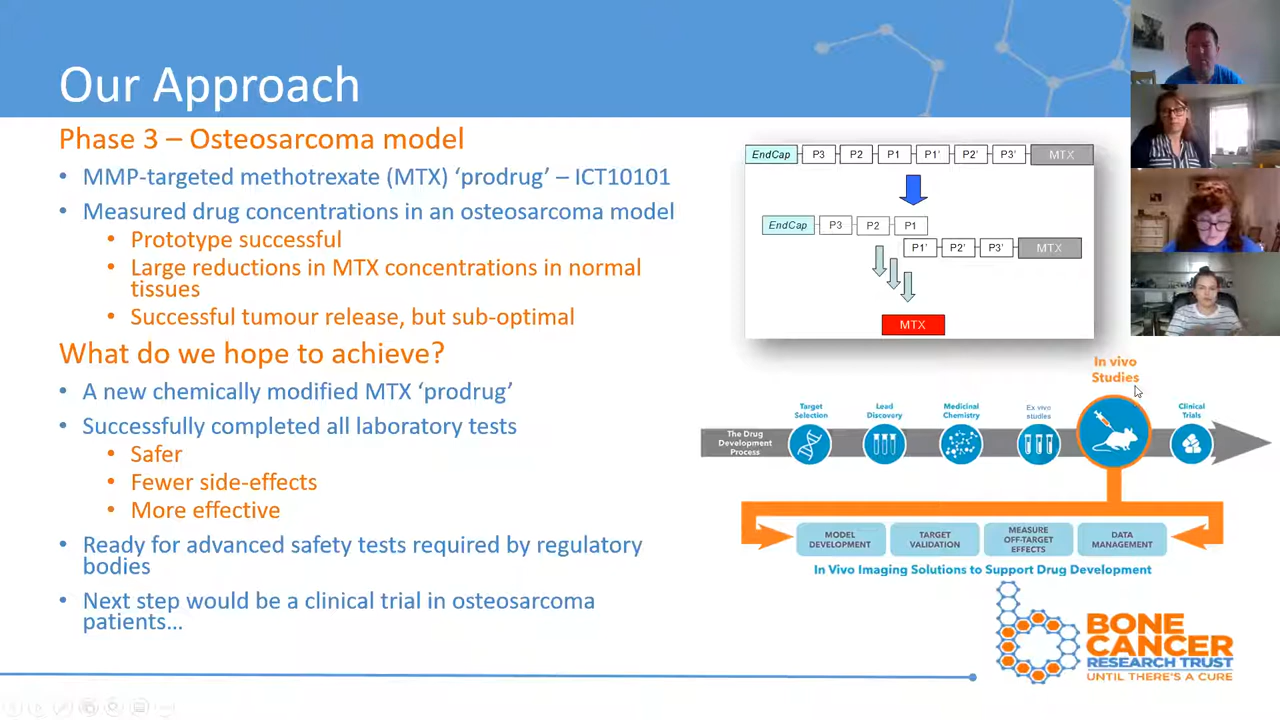 Our Approach
Phase 3 – Osteosarcoma model
• MMP-targeted methotrexate (MTX) ‘prodrug’ – ICT10101
• Measured drug concentrations in an osteosarcoma model
• Prototype successful
• Large reductions in MTX concentrations in normal
tissues
• Successful tumour release, but sub-optimal
What do we hope to achieve?
• A new chemically modified MTX ‘prodrug’
• Successfully completed all laboratory tests
• Safer
• Fewer side-effects
• More effective
• Ready for advanced safety tests required by regulatory
bodies
• Next step would be a clinical trial in osteosarcoma
patients…
EndCap P3 P2 P1 P1’ P2’ P3’ MTX
EndCap P3 P2 P1
P1’ P2’ P3’ MTX
MTX
In vivo
Studies
Target
Selection
Lead
Discovery
Medicinal
Chemistry
Ex vivo
studies
Clinical
Trials
The Drug
Development
Process
MODEL
DEVELOPMENT
TARGET
VALIDATION
MEASURE
OFF-TARGET
EFFECTS
DATA
MANAGEMENT
In Vivo Imaging Solutions to Support Drug Development
BONE
CANCER
RESEARCH TRUST
UNTIL THERE'S A CURE